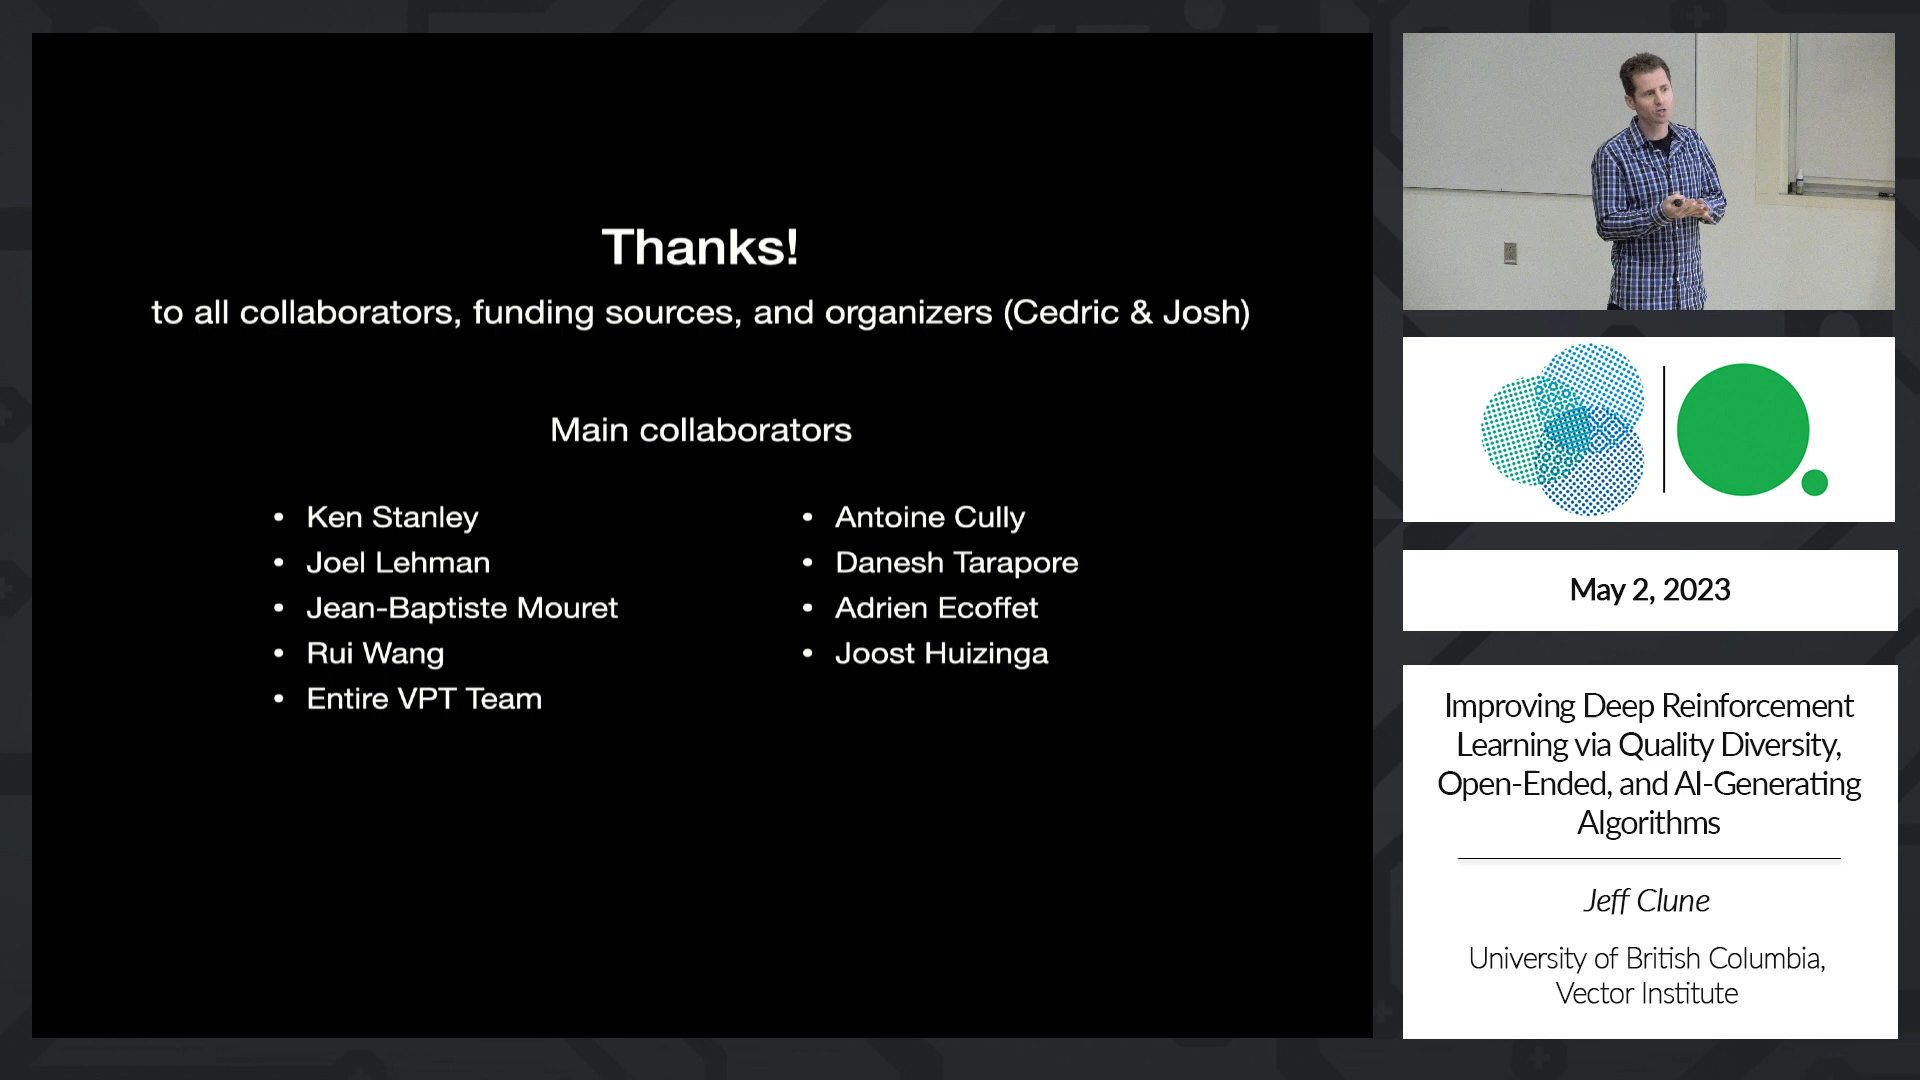 Thanks!
to all collaborators, funding sources, and organizers (Cedric & Josh)
Main collaborators
• Ken Stanley
• Joel Lehman
• Jean-Baptiste Mouret
• Rui Wang
• Entire VPT Team
• Antoine Cully
• Danesh Tarapore
• Adrien Ecoffet
• Joost Huizinga
May 2, 2023
Improving Deep Reinforcement
Learning via Quality Diversity,
Open-Ended, and AI-Generating
Algorithms
Jeff Clune
University of British Columbia,
Vector Institute